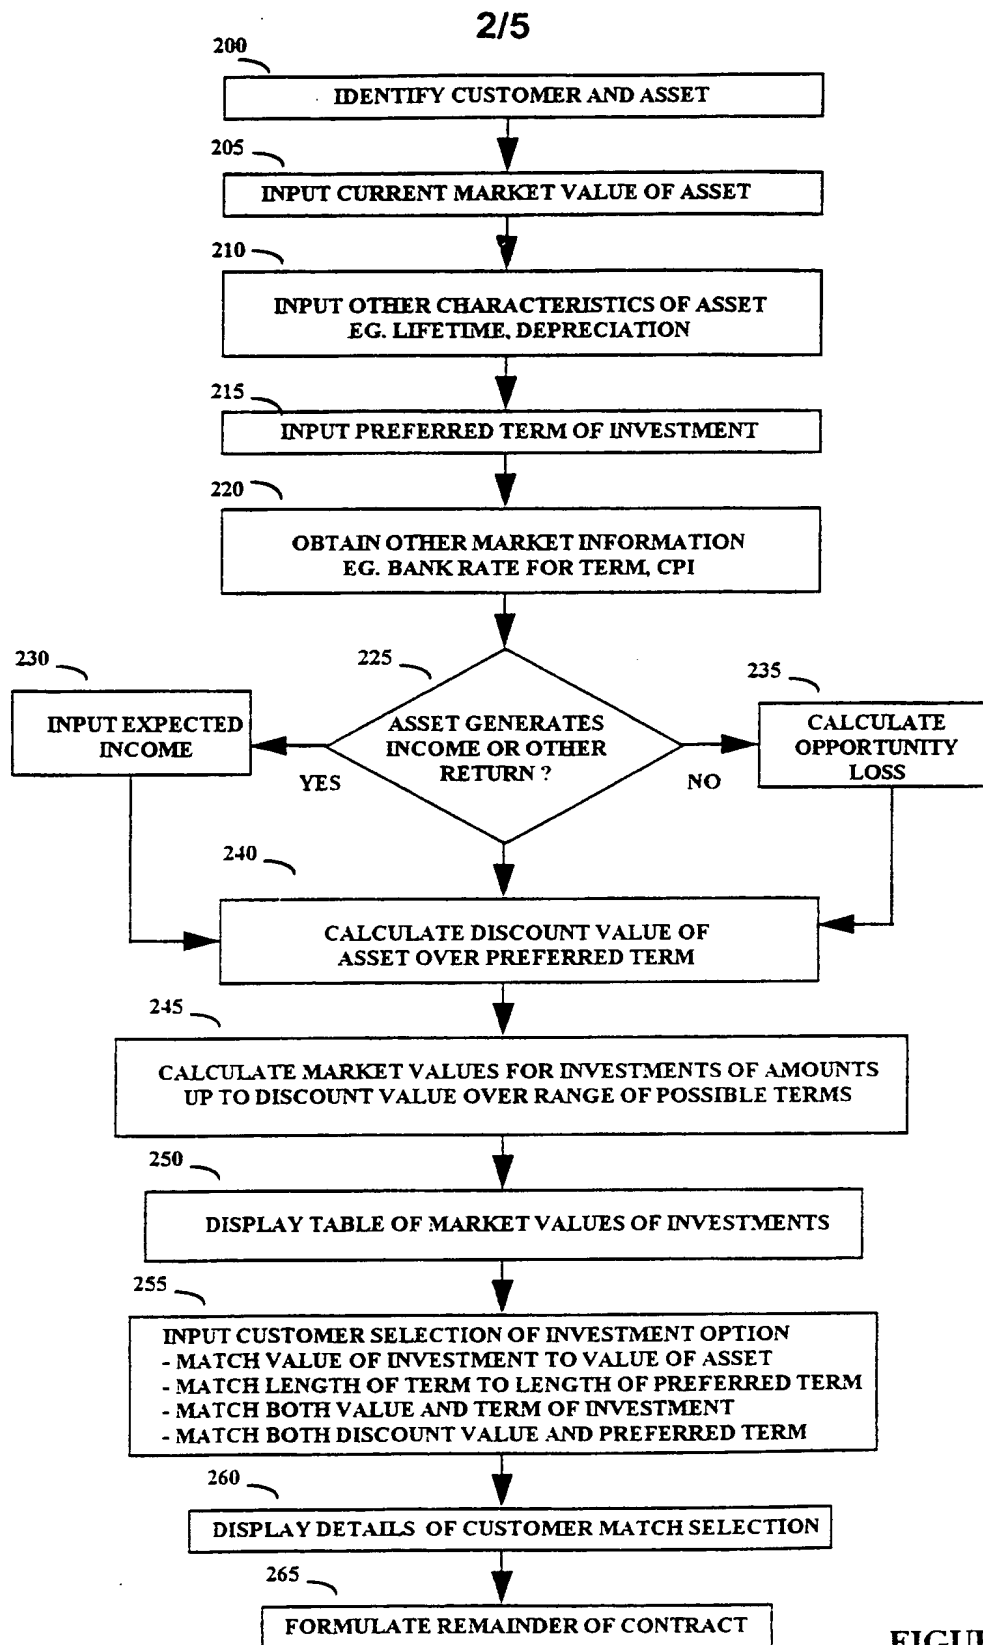 2/5
200
IDENTIFY CUSTOMER AND ASSET
205
INPUT CURRENT MARKET VALUE OF ASSET
210
INPUT OTHER CHARACTERISTICS OF ASSET
EG. LIFETIME, DEPRECIATION
215
INPUT PREFERRED TERM OF INVESTMENT
220
OBTAIN OTHER MARKET INFORMATION
EG. BANK RATE FOR TERM, CPI
230
INPUT EXPECTED
INCOME
225
ASSET GENERATES
INCOME OR OTHER
RETURN ?
YES
NO
235
CALCULATE
OPPORTUNITY
LOSS
240
CALCULATE DISCOUNT VALUE OF
ASSET OVER PREFERRED TERM
245
CALCULATE MARKET VALUES FOR INVESTMENTS OF AMOUNTS
UP TO DISCOUNT VALUE OVER RANGE OF POSSIBLE TERMS
250
DISPLAY TABLE OF MARKET VALUES OF INVESTMENTS
255
INPUT CUSTOMER SELECTION OF INVESTMENT OPTION
- MATCH VALUE OF INVESTMENT TO VALUE OF ASSET
- MATCH LENGTH OF TERM TO LENGTH OF PREFERRED TERM
- MATCH BOTH VALUE AND TERM OF INVESTMENT
- MATCH BOTH DISCOUNT VALUE AND PREFERRED TERM
260
DISPLAY DETAILS OF CUSTOMER MATCH SELECTION
265
FORMULATE REMAINDER OF CONTRACT